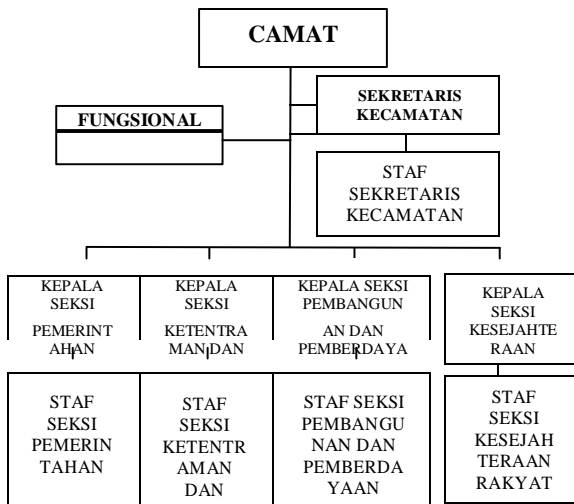 CAMAT
SEKRETARIS
KECAMATAN
FUNGSIONAL
STAF
SEKRETARIS
KECAMATAN
KEPALA
SEKSI
PEMERINT
AHAN
KEPALA
SEKSI
KETENTRA
MAN DAN
KEPALA SEKSI
PEMBANGUN
AN DAN
PEMBERDAYA
KEPALA
SEKSI
KESEJAHTE
RAAN
STAF
SEKSI
PEMERIN
TAHAN
STAF
SEKSI
KETENTR
AMAN
DAN
STAF SEKSI
PEMBANGU
NAN DAN
PEMBERDA
YAAN
STAF
SEKSI
KESEJAH
TERAAN
RAKYAT